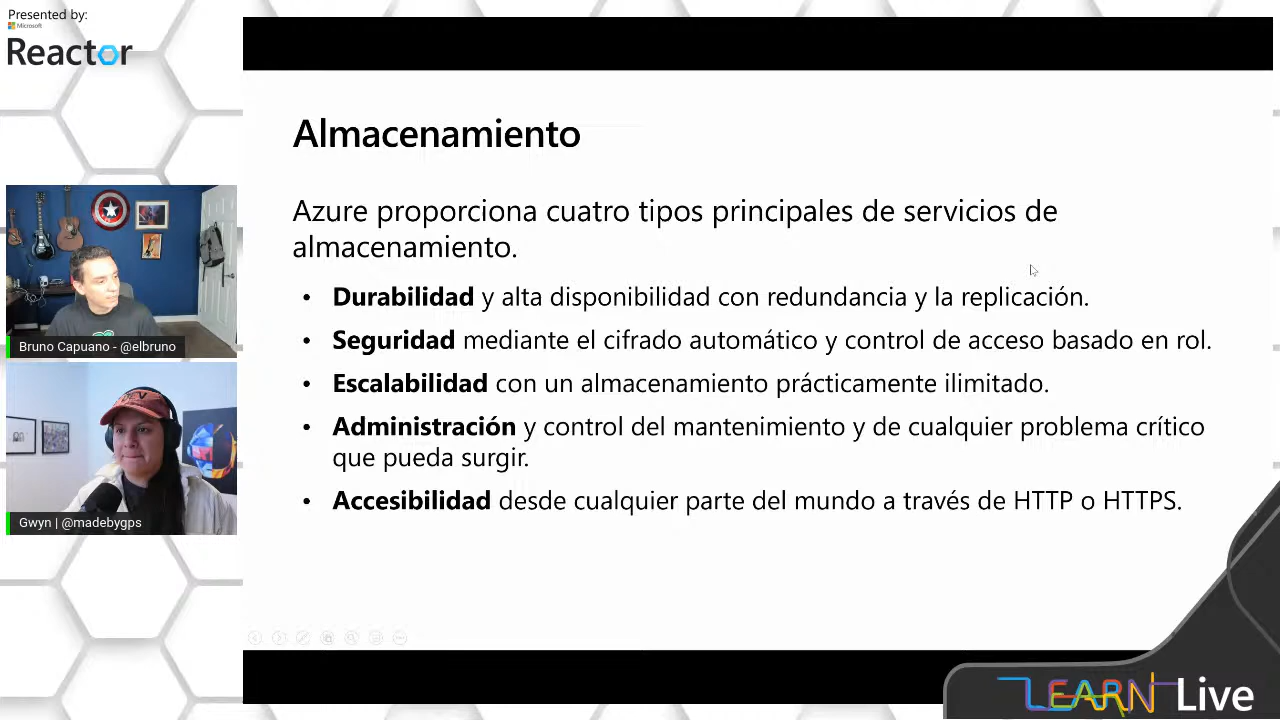 Presented by:
Microsoft
Reactor
Almacenamiento
Azure proporciona cuatro tipos principales de servicios de
almacenamiento.
• Durabilidad y alta disponibilidad con redundancia y la replicación.
• Seguridad mediante el cifrado automático y control de acceso basado en rol.
• Escalabilidad con un almacenamiento prácticamente ilimitado.
• Administración y control del mantenimiento y de cualquier problema crítico
que pueda surgir.
• Accesibilidad desde cualquier parte del mundo a través de HTTP o HTTPS.
Bruno Capuano - @elbruno
Gwyn | @madebygps
LEARN Live